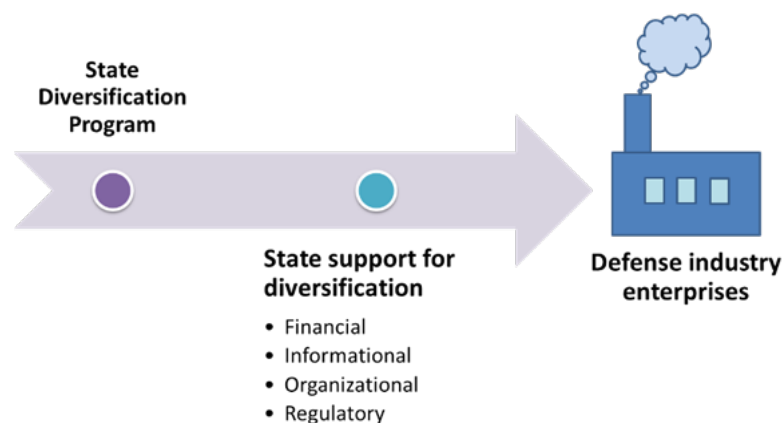 State
Diversification
Program
State support for
diversification
• Financial
• Informational
• Organizational
• Regulatory
Defense industry
enterprises